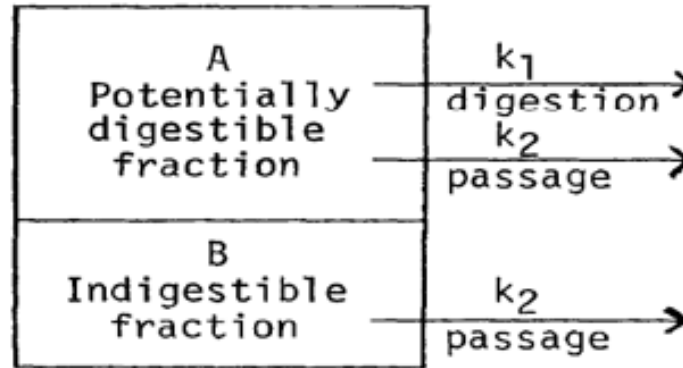 A
Potentially
digestible
fraction
k1
digestion
k2
passage
B
Indigestible
fraction
k2
passage